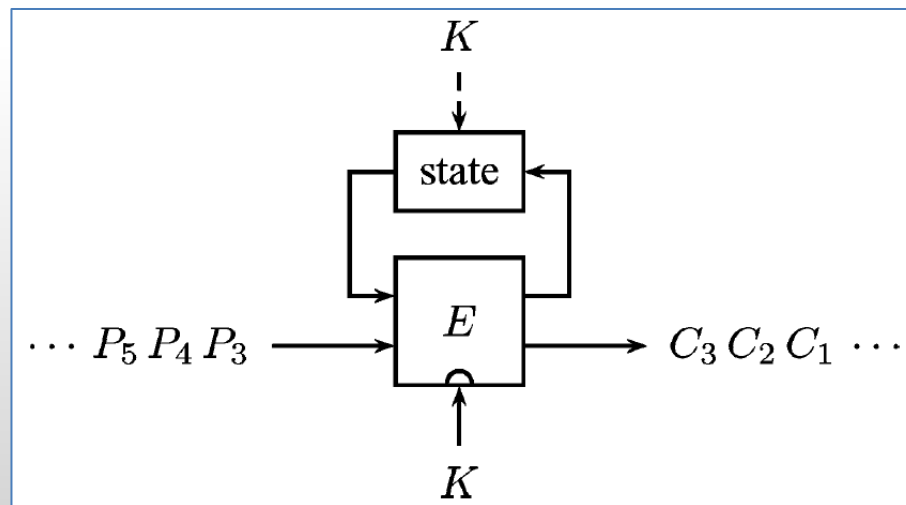 K
state
E
··· P₅ P₄ P₃
C₃ C₂ C₁ ···
K